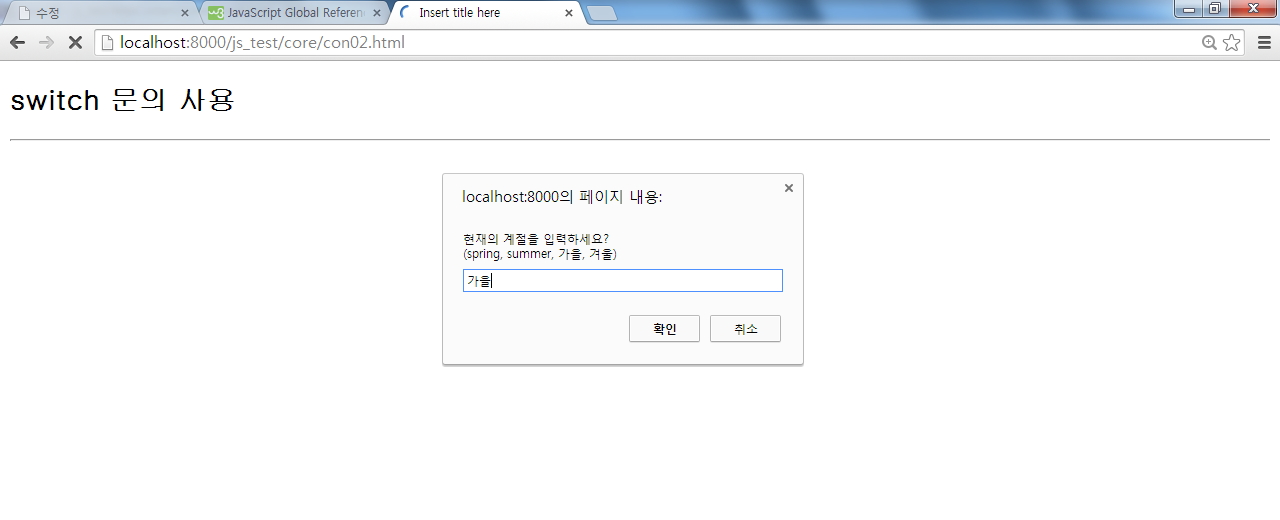 수정
JavaScript Global Referen
Insert title here
localhost:8000/js_test/core/con02.html
switch 문의 사용
localhost:8000의 페이지 내용:
현재의 계절을 입력하세요?
(spring, summer, 가을, 겨울)
가을
확인 취소